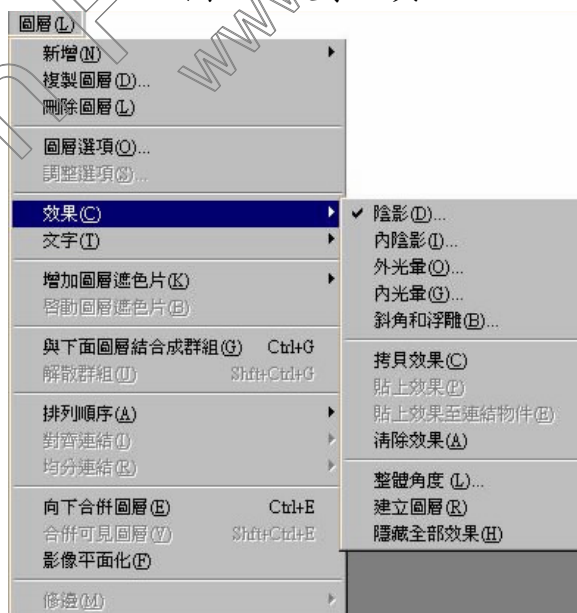 圖層(L)
新增(N)
複製圖層(D)...
刪除圖層(L)
圖層選項(O)...
調整選項(S)...
效果(C)
文字(T)
增加圖層遮色片(K)
啓動圖層遮色片(B)
與下面圖層結合成群組(G) Ctrl+G
解散群組(U) Shft+Ctrl+G
排列順序(A)
對齊連結(I)
均分連結(R)
向下合併圖層(E) Ctrl+E
合併可見圖層(V) Shft+Ctrl+E
影像平面化(F)
修邊(M)
陰影(D)...
內陰影(I)...
外光暈(O)...
內光暈(G)...
斜角和浮雕(B)...
拷貝效果(C)
貼上效果(P)
貼上效果至連結物件(E)
清除效果(A)
整體角度 (L)...
建立圖層(R)
隱藏全部效果(H)